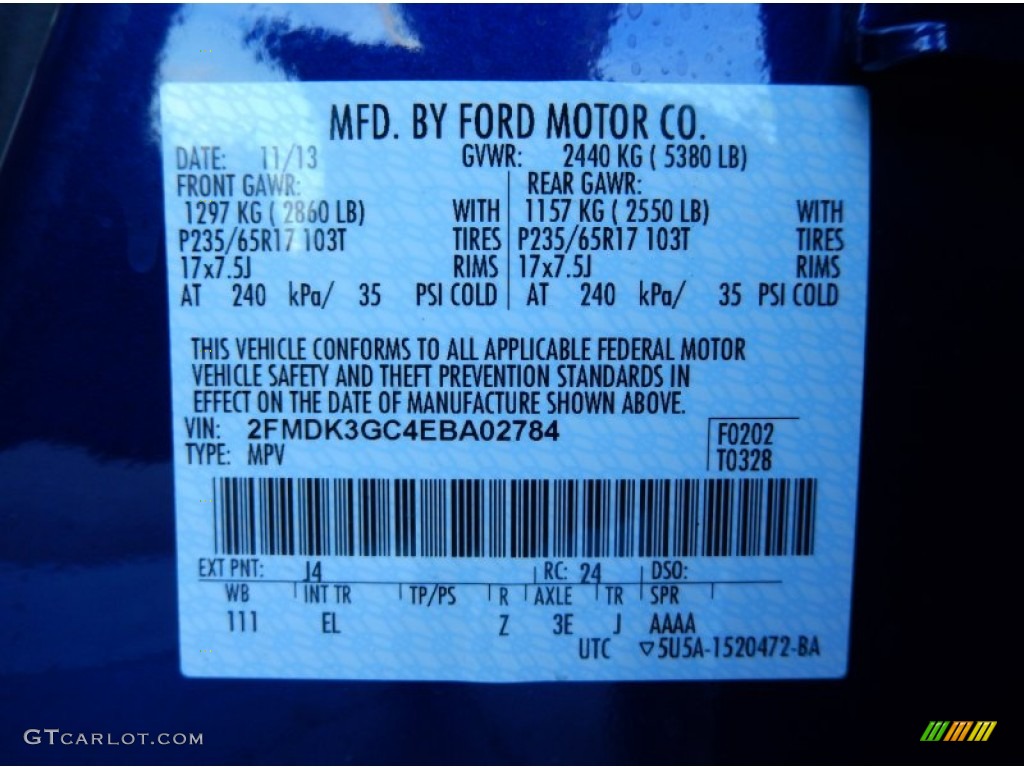 MFD. BY FORD MOTOR CO.
DATE: 11/13 GVWR: 2440 KG ( 5380 LB)
FRONT GAWR: REAR GAWR:
1297 KG ( 2860 LB) WITH 1157 KG ( 2550 LB) WITH
P235/65R17 103T TIRES P235/65R17 103T TIRES
17x7.5J RIMS 17x7.5J RIMS
AT 240 kPa/ 35 PSI COLD AT 240 kPa/ 35 PSI COLD
THIS VEHICLE CONFORMS TO ALL APPLICABLE FEDERAL MOTOR
VEHICLE SAFETY AND THEFT PREVENTION STANDARDS IN
EFFECT ON THE DATE OF MANUFACTURE SHOWN ABOVE.
VIN: 2FMDK3GC4EBA02784 F0202
TYPE: MPV T0328
EXT PNT: J4 RC: 24 DSO:
WB INT TR TP/PS R AXLE TR SPR
111 EL Z 3E J AAAA
UTC ▽5U5A-1520472-BA
GTCARLOT.COM